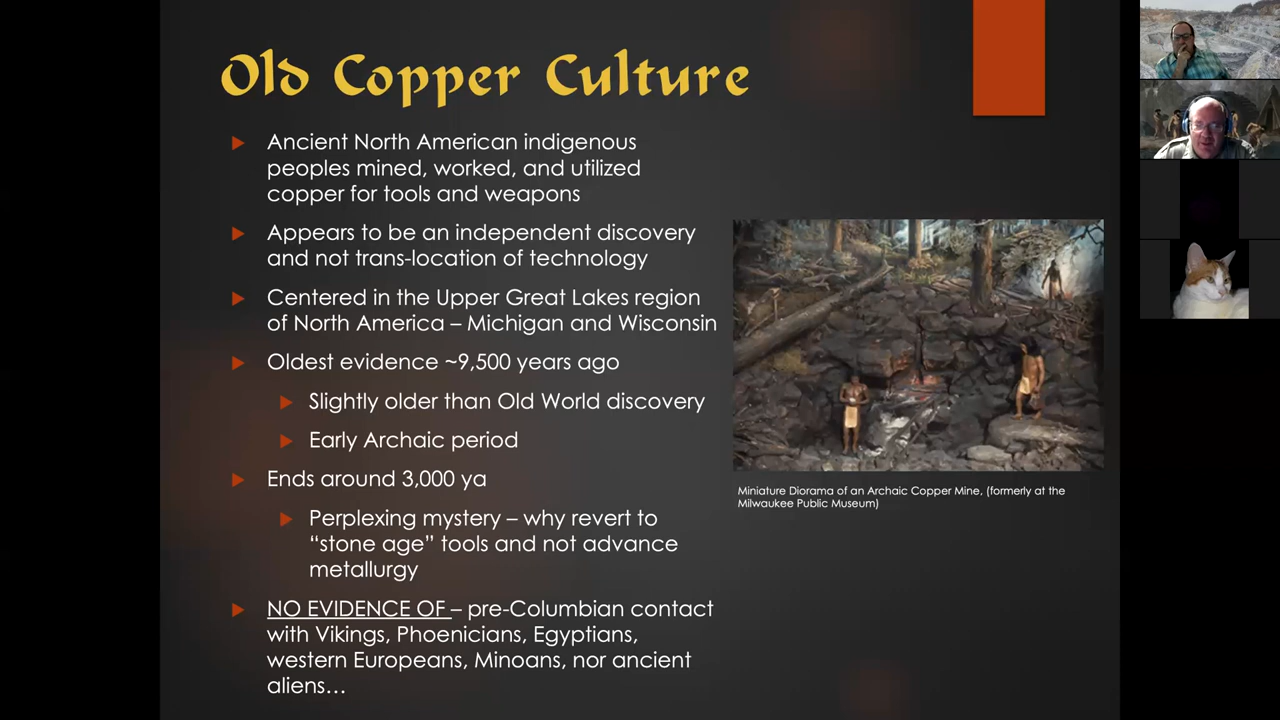 Old Copper Culture
Ancient North American indigenous
peoples mined, worked, and utilized
copper for tools and weapons
Appears to be an independent discovery
and not trans-location of technology
Centered in the Upper Great Lakes region
of North America – Michigan and Wisconsin
Oldest evidence ~9,500 years ago
Slightly older than Old World discovery
Early Archaic period
Ends around 3,000 ya
Perplexing mystery – why revert to
“stone age” tools and not advance
metallurgy
NO EVIDENCE OF – pre-Columbian contact
with Vikings, Phoenicians, Egyptians,
western Europeans, Minoans, nor ancient
aliens…
Miniature Diorama of an Archaic Copper Mine, (formerly at the
Milwaukee Public Museum)